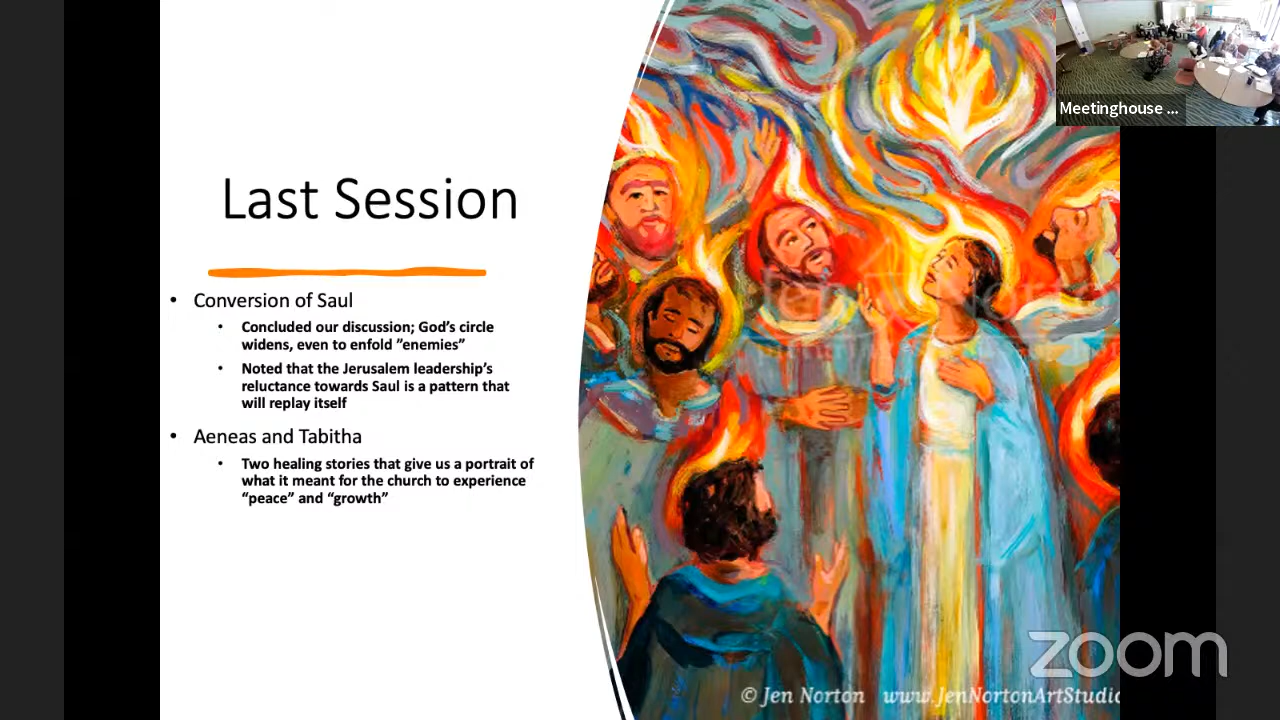 Meetinghouse ...
Last Session
• Conversion of Saul
• Concluded our discussion; God's circle
widens, even to enfold ”enemies”
• Noted that the Jerusalem leadership's
reluctance towards Saul is a pattern that
will replay itself
• Aeneas and Tabitha
• Two healing stories that give us a portrait of
what it meant for the church to experience
“peace” and “growth”
zoom
© Jen Norton www.JenNortonArtStudio